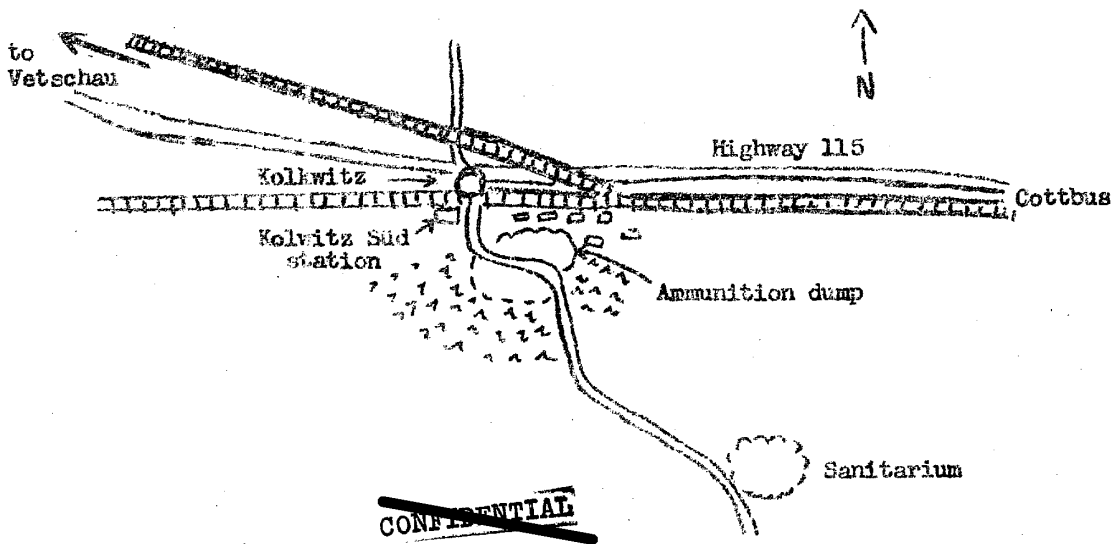 to
Vetschau
N
Highway 115
Kolkwitz
Cottbus
Kolwitz Süd
station
Ammunition dump
Sanitarium
CONFIDENTIAL